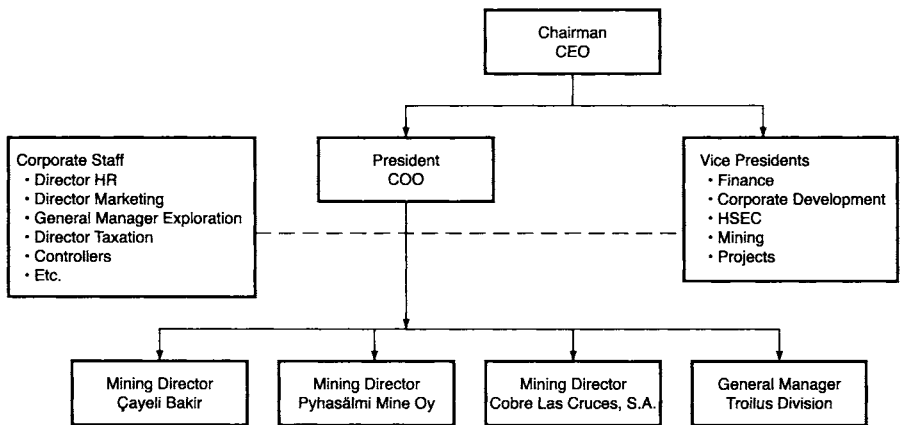 Chairman
CEO
Corporate Staff
· Director HR
· Director Marketing
· General Manager Exploration
· Director Taxation
· Controllers
· Etc.
President
COO
Vice Presidents
· Finance
· Corporate Development
· HSEC
· Mining
· Projects
Mining Director
Çayeli Bakir
Mining Director
Pyhasälmi Mine Oy
Mining Director
Cobre Las Cruces, S.A.
General Manager
Troilus Division